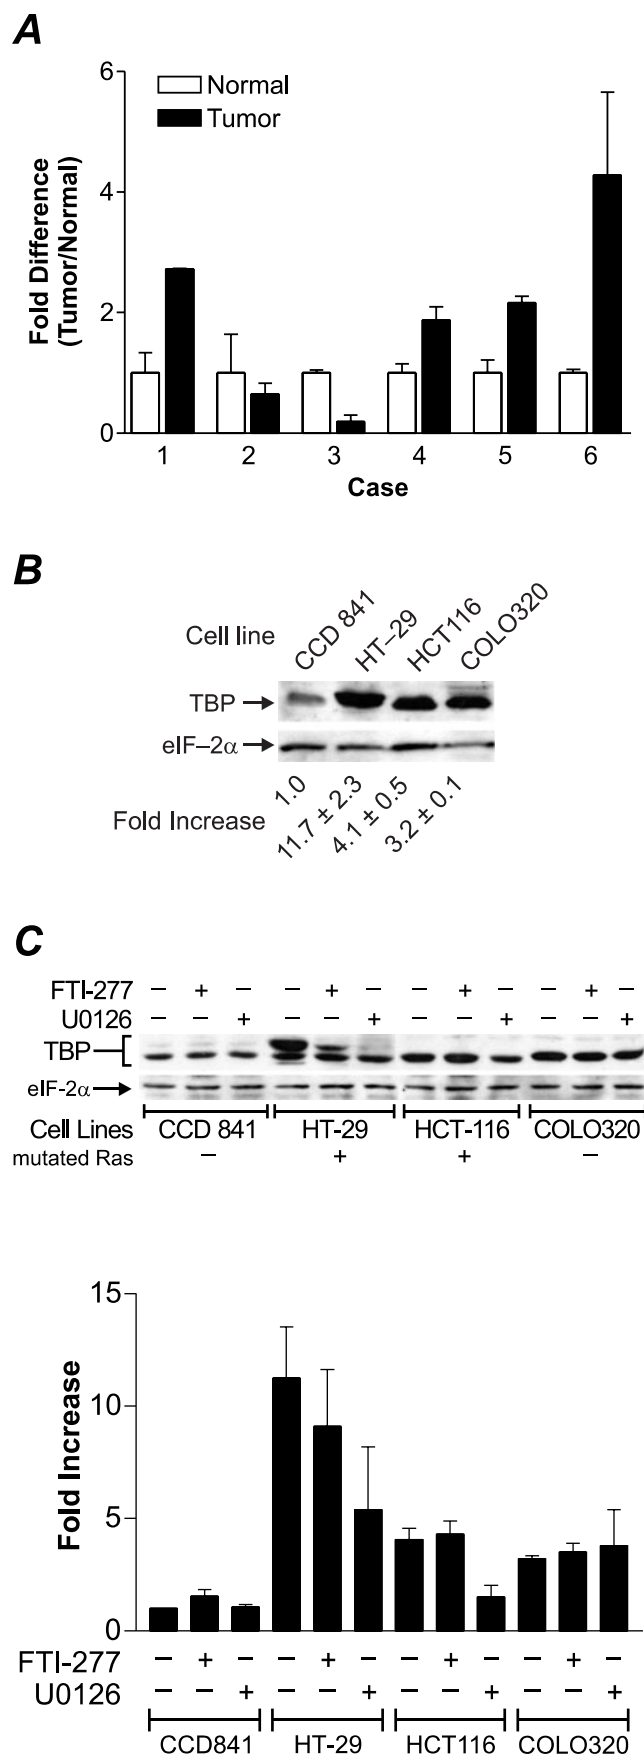 A
6
Normal
Tumor
4
2
0
Fold Difference
(Tumor/Normal)
1 2 3 4 5 6
Case
B
Cell line CCD 841 HT–29 HCT116 COLO320
TBP
eIF–2α
Fold Increase 1.0 11.7 ± 2.3 4.1 ± 0.5 3.2 ± 0.1
C
FTI-277 – + – – + – – + – – + –
U0126 – – + – – + – – + – – +
TBP
eIF-2α
Cell Lines CCD 841 HT-29 HCT-116 COLO320
mutated Ras – + + –
15
10
5
0
Fold Increase
FTI-277 – + – – + – – + – – + –
U0126 – – + – – + – – + – – +
CCD841 HT-29 HCT116 COLO320